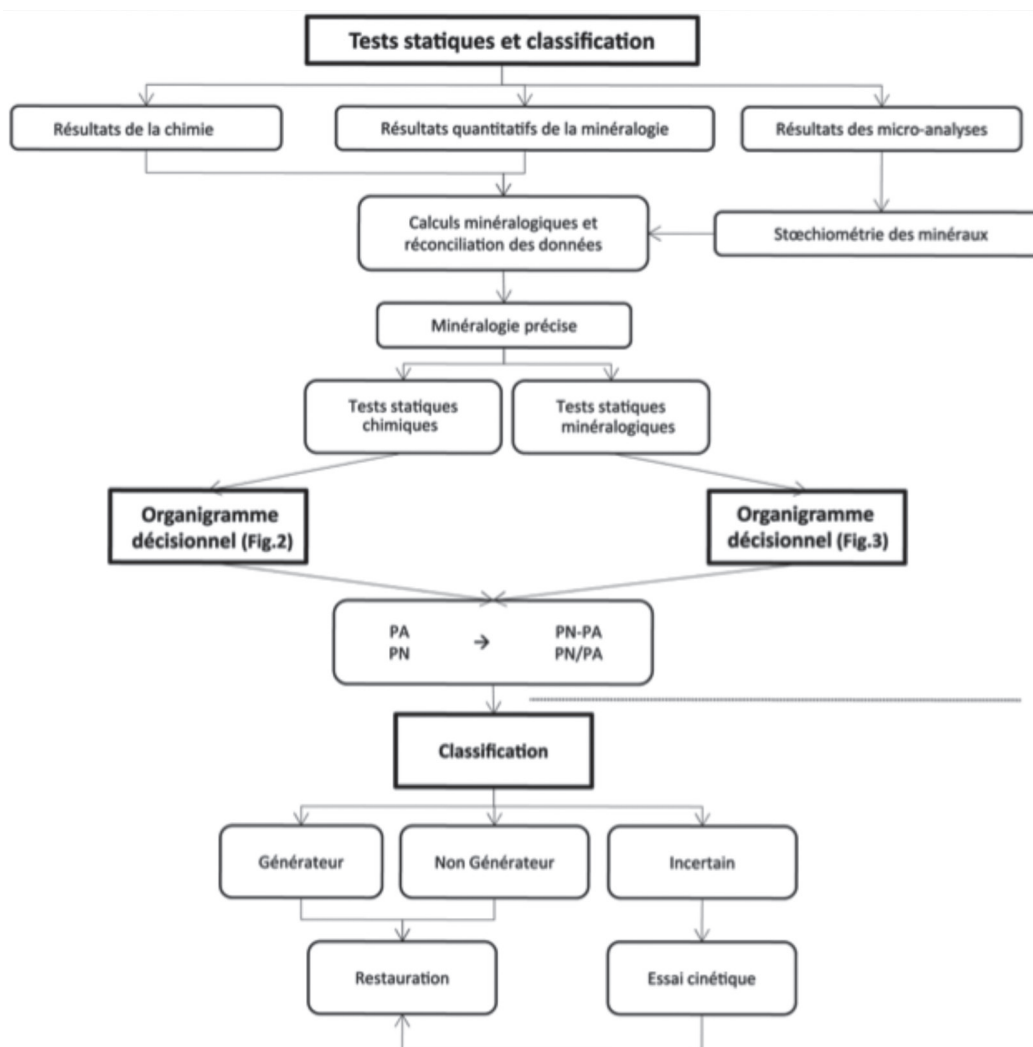 Tests statiques et classification
Résultats de la chimie
Résultats quantitatifs de la minéralogie
Résultats des micro-analyses
Calculs minéralogiques et
réconciliation des données
Stœchiométrie des minéraux
Minéralogie précise
Tests statiques
chimiques
Tests statiques
minéralogiques
Organigramme
décisionnel (Fig.2)
Organigramme
décisionnel (Fig.3)
PA → PN-PA
PN PN/PA
Classification
Générateur
Non Générateur
Incertain
Restauration
Essai cinétique